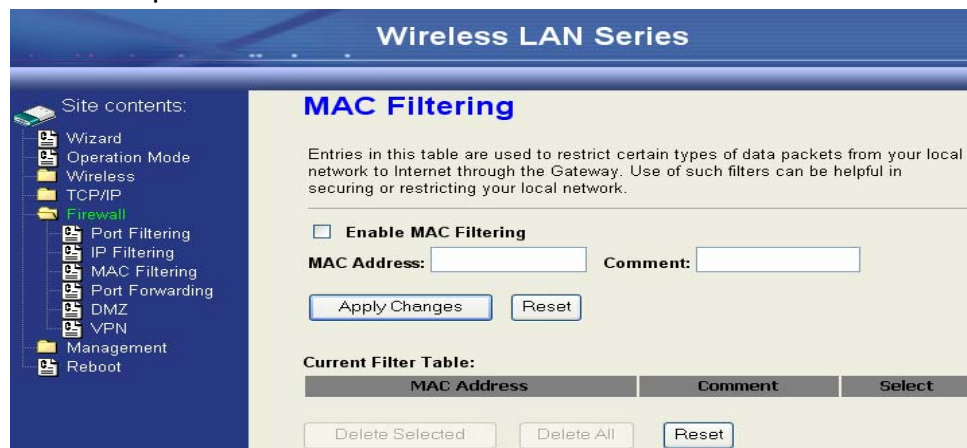 Wireless LAN Series
Site contents:
Wizard
Operation Mode
Wireless
TCP/IP
Firewall
Port Filtering
IP Filtering
MAC Filtering
Port Forwarding
DMZ
VPN
Management
Reboot
MAC Filtering
Entries in this table are used to restrict certain types of data packets from your local
network to Internet through the Gateway. Use of such filters can be helpful in
securing or restricting your local network.
Enable MAC Filtering
MAC Address: Comment:
Apply Changes Reset
Current Filter Table:
MAC Address Comment Select
Delete Selected Delete All Reset